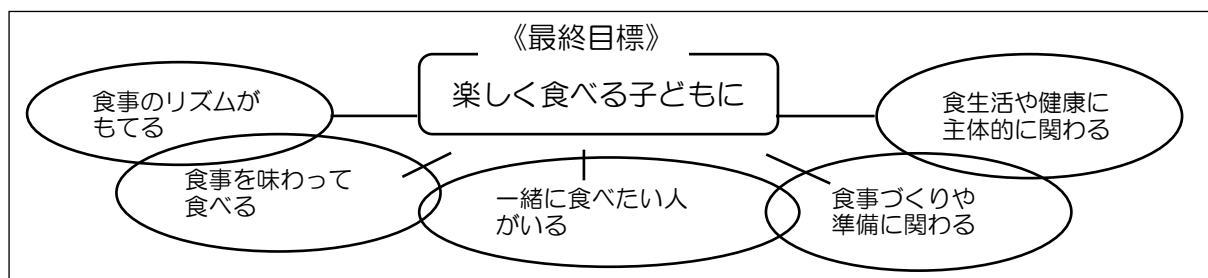 《最終目標》
楽しく食べる子どもに
食事のリズムが
もてる
食事を味わって
食べる
一緒に食べたい人
がいる
食事づくりや
準備に関わる
食生活や健康に
主体的に関わる